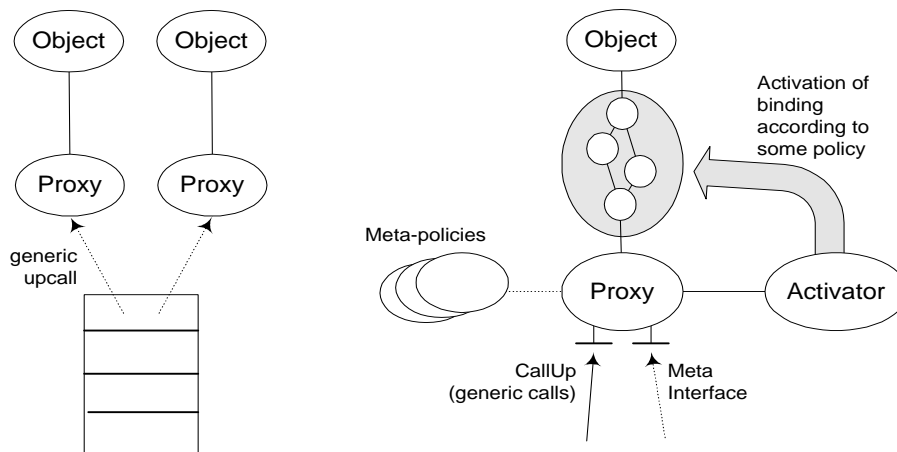 Object
Object
Proxy
Proxy
generic
upcall
Object
Activation of
binding
according to
some policy
Meta-policies
Proxy
Activator
CallUp
(generic calls)
Meta
Interface